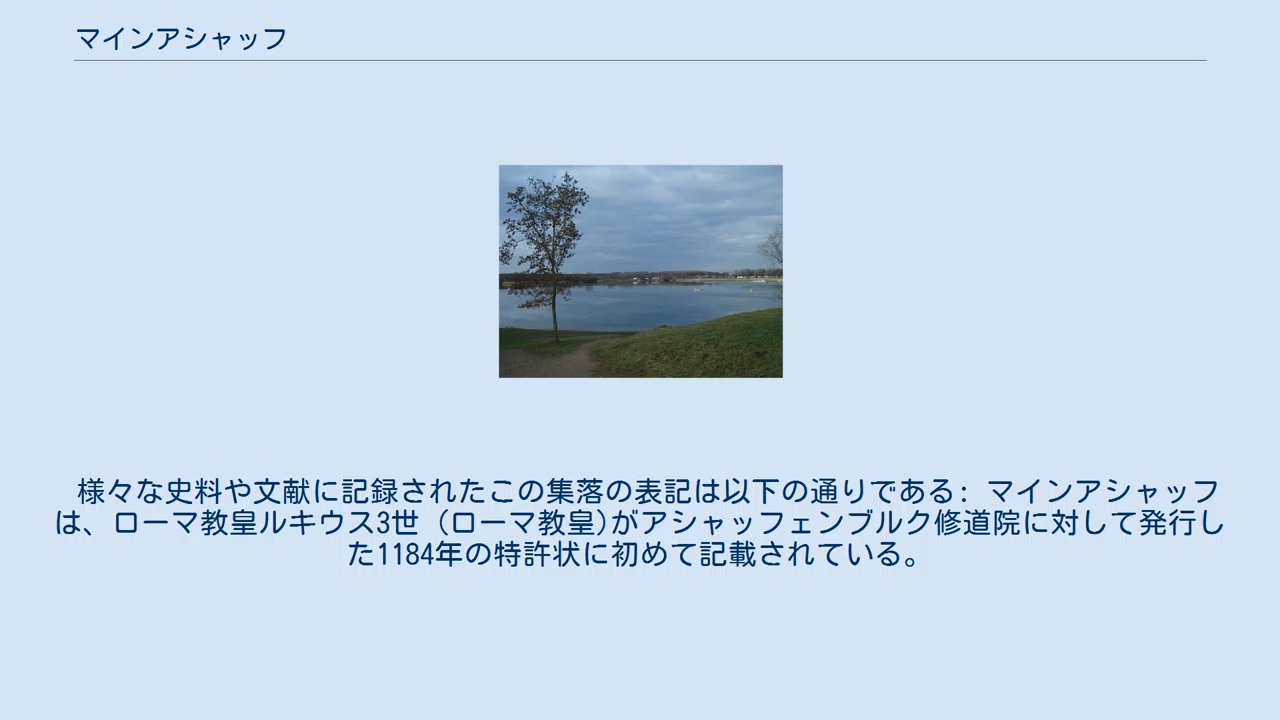 マインアシャッフ
様々な史料や文献に記録されたこの集落の表記は以下の通りである: マインアシャッフ
は、ローマ教皇ルキウス3世 (ローマ教皇)がアシャッフェンブルク修道院に対して発行し
た1184年の特許状に初めて記載されている。